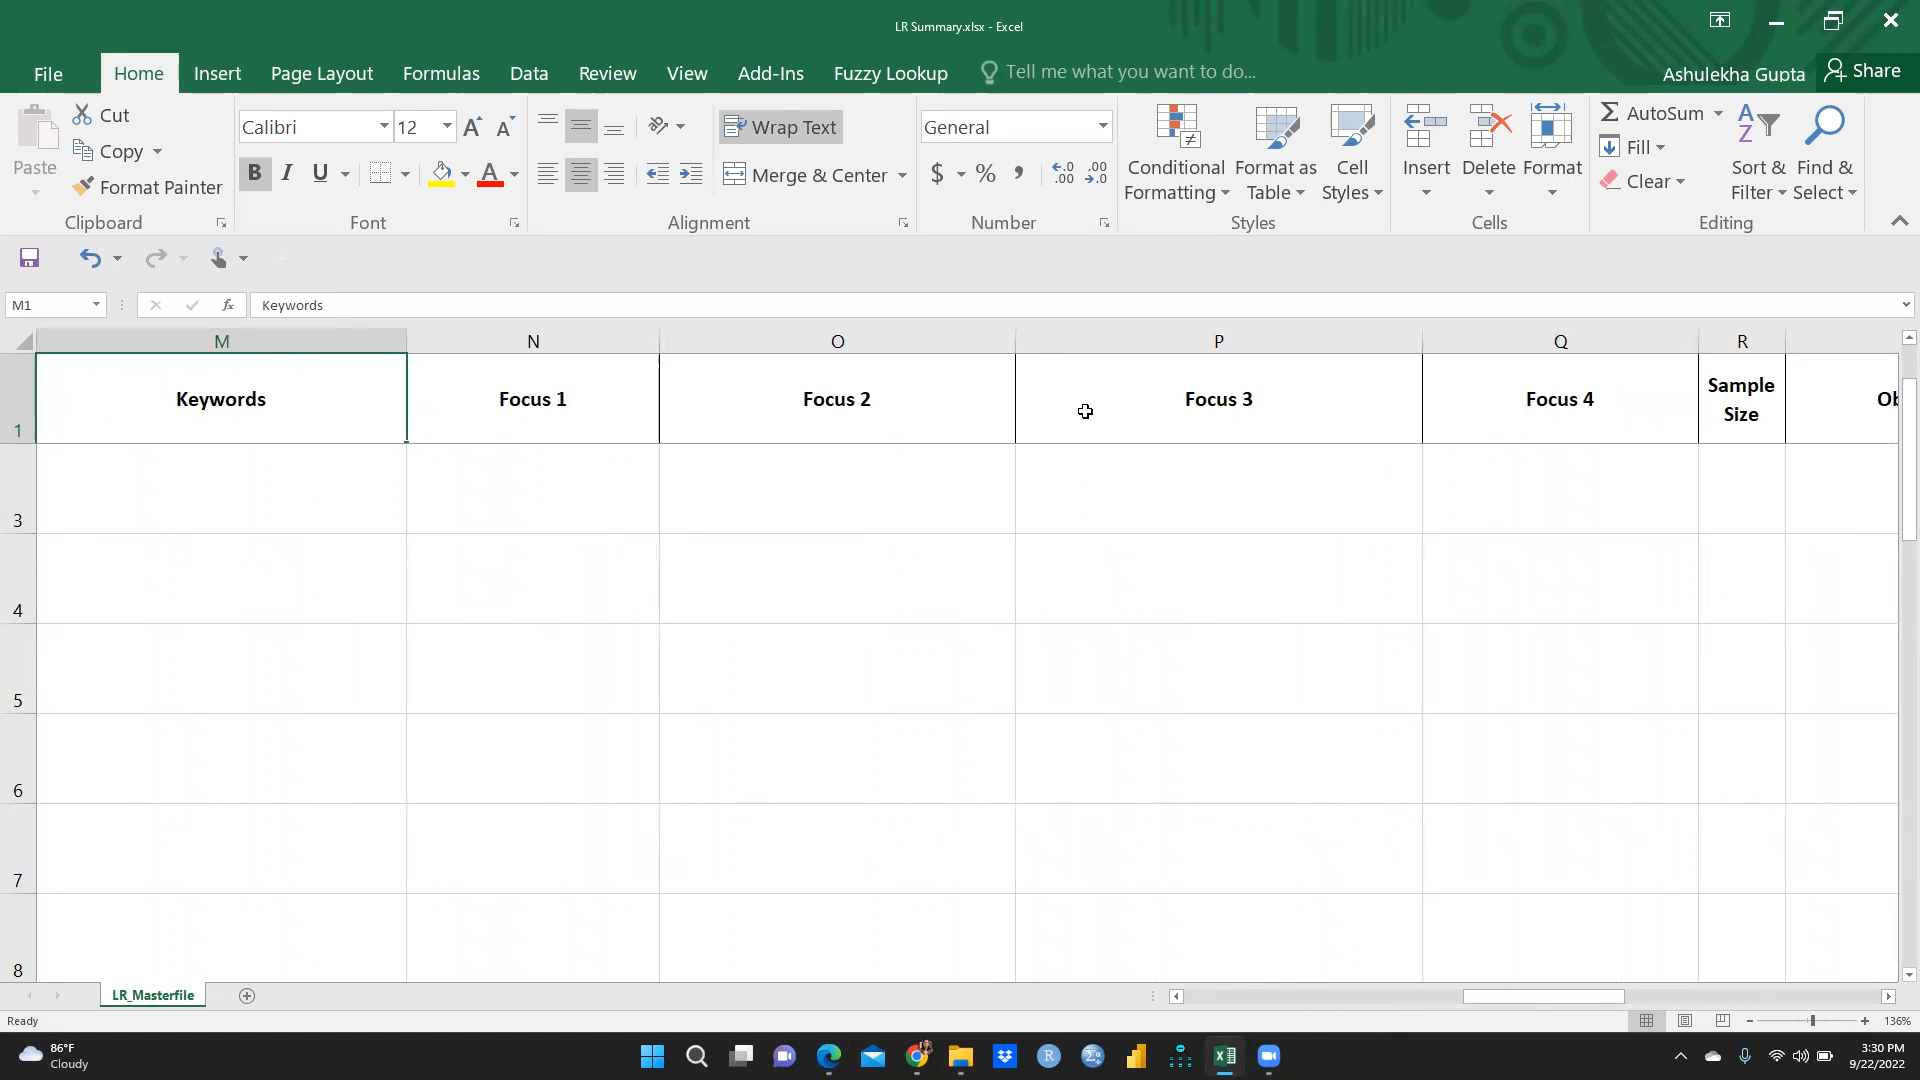 LR Summary.xlsx - Excel
File Home Insert Page Layout Formulas Data Review View Add-Ins Fuzzy Lookup Tell me what you want to do... Ashulekha Gupta Share
Paste
Cut
Copy
Format Painter
Clipboard
Calibri 12
B I U A
Font
Wrap Text
Merge & Center
Alignment
General
$ % , .0 .00 .00 .0
Number
Conditional Formatting
Format as Table
Cell Styles
Styles
Insert Delete Format
Cells
AutoSum
Fill
Clear
Sort & Filter
Find & Select
Editing
M1 fx Keywords
M N O P Q R
1 Keywords Focus 1 Focus 2 Focus 3 Focus 4 Sample Size Ob
3
4
5
6
7
8
LR_Masterfile
Ready 136%
86°F
Cloudy
3:30 PM
9/22/2022